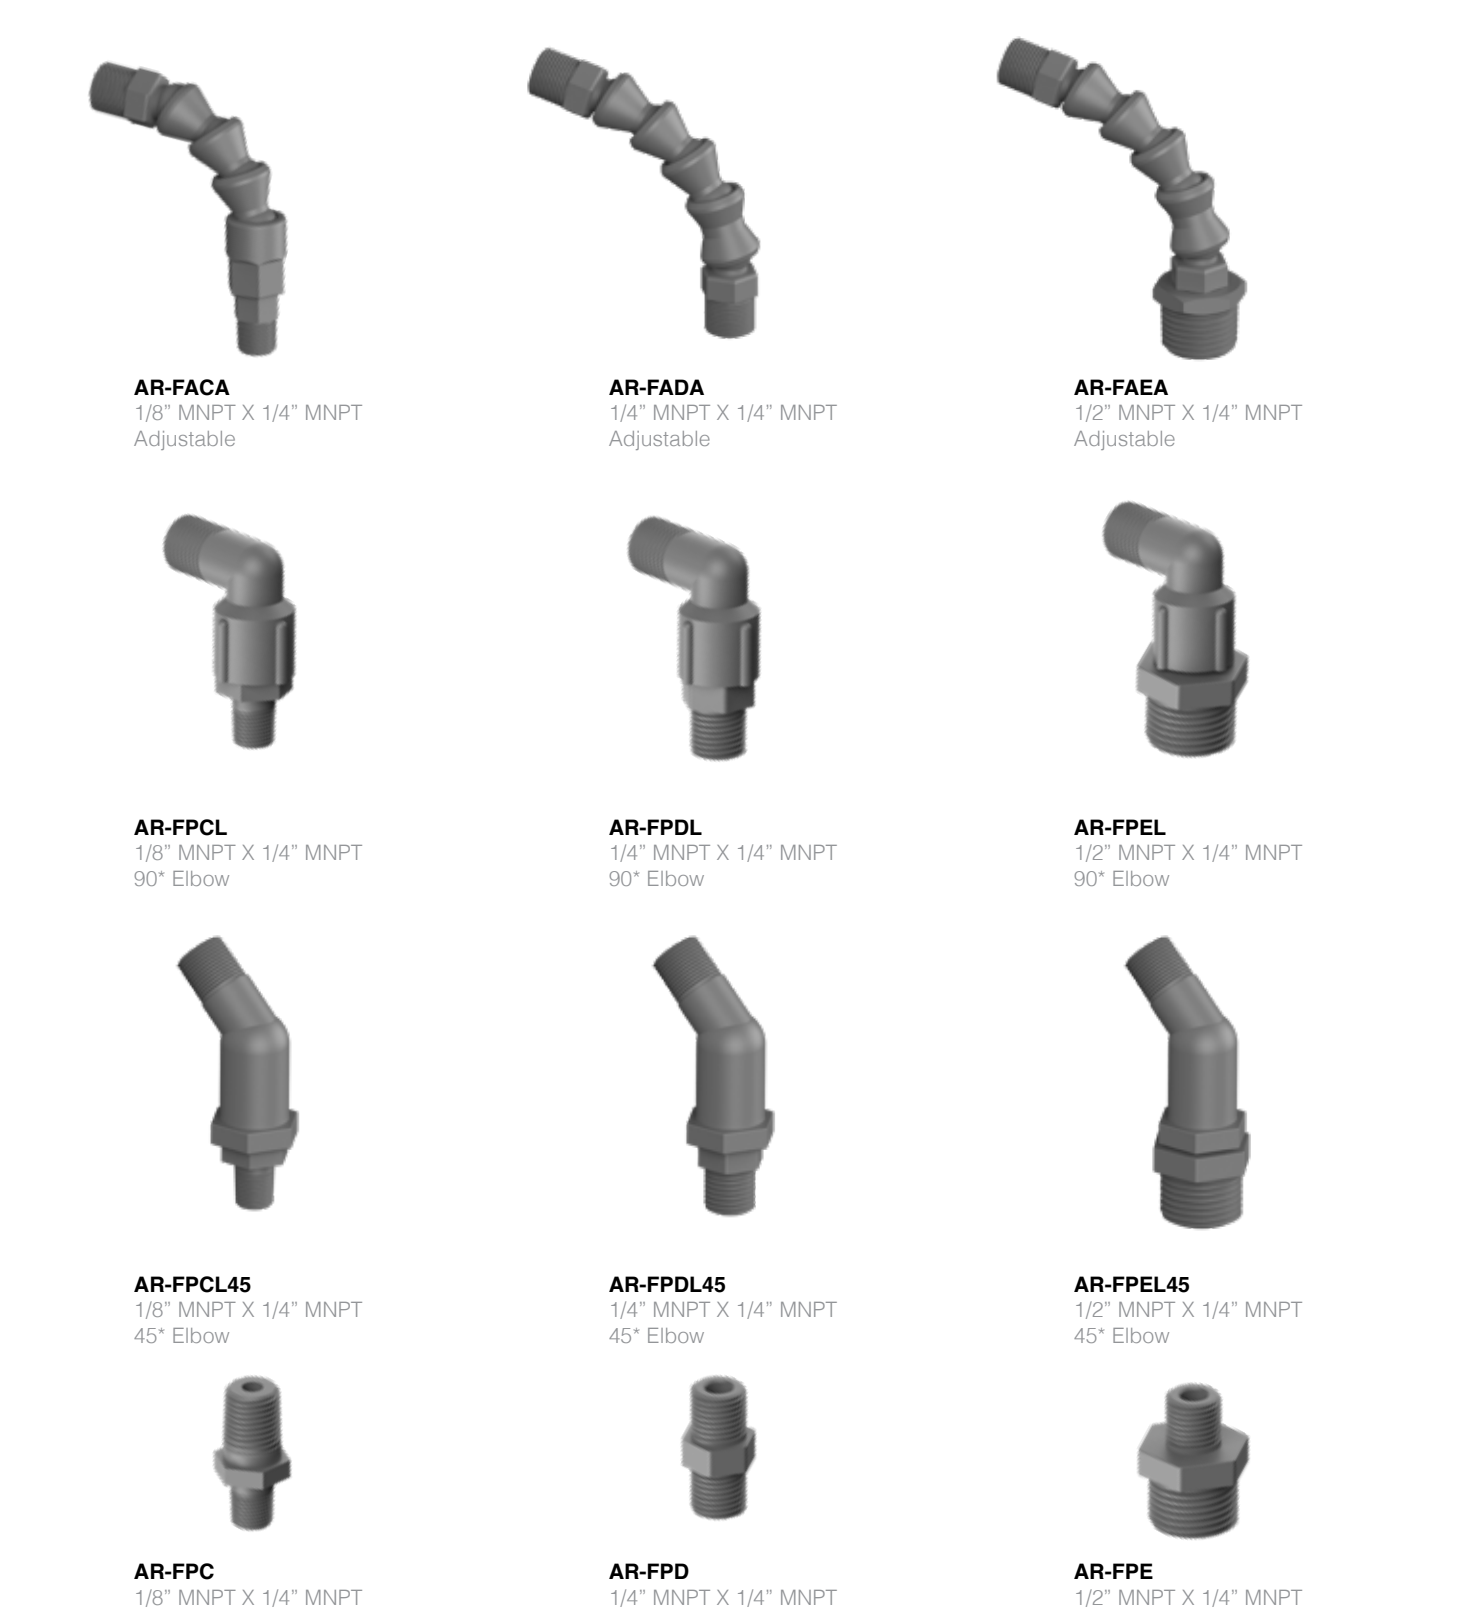 AR-FACA
1/8” MNPT X 1/4” MNPT
Adjustable
AR-FADA
1/4” MNPT X 1/4” MNPT
Adjustable
AR-FAEA
1/2” MNPT X 1/4” MNPT
Adjustable
AR-FPCL
1/8” MNPT X 1/4” MNPT
90* Elbow
AR-FPDL
1/4” MNPT X 1/4” MNPT
90* Elbow
AR-FPEL
1/2” MNPT X 1/4” MNPT
90* Elbow
AR-FPCL45
1/8” MNPT X 1/4” MNPT
45* Elbow
AR-FPDL45
1/4” MNPT X 1/4” MNPT
45* Elbow
AR-FPEL45
1/2” MNPT X 1/4” MNPT
45* Elbow
AR-FPC
1/8” MNPT X 1/4” MNPT
AR-FPD
1/4” MNPT X 1/4” MNPT
AR-FPE
1/2” MNPT X 1/4” MNPT